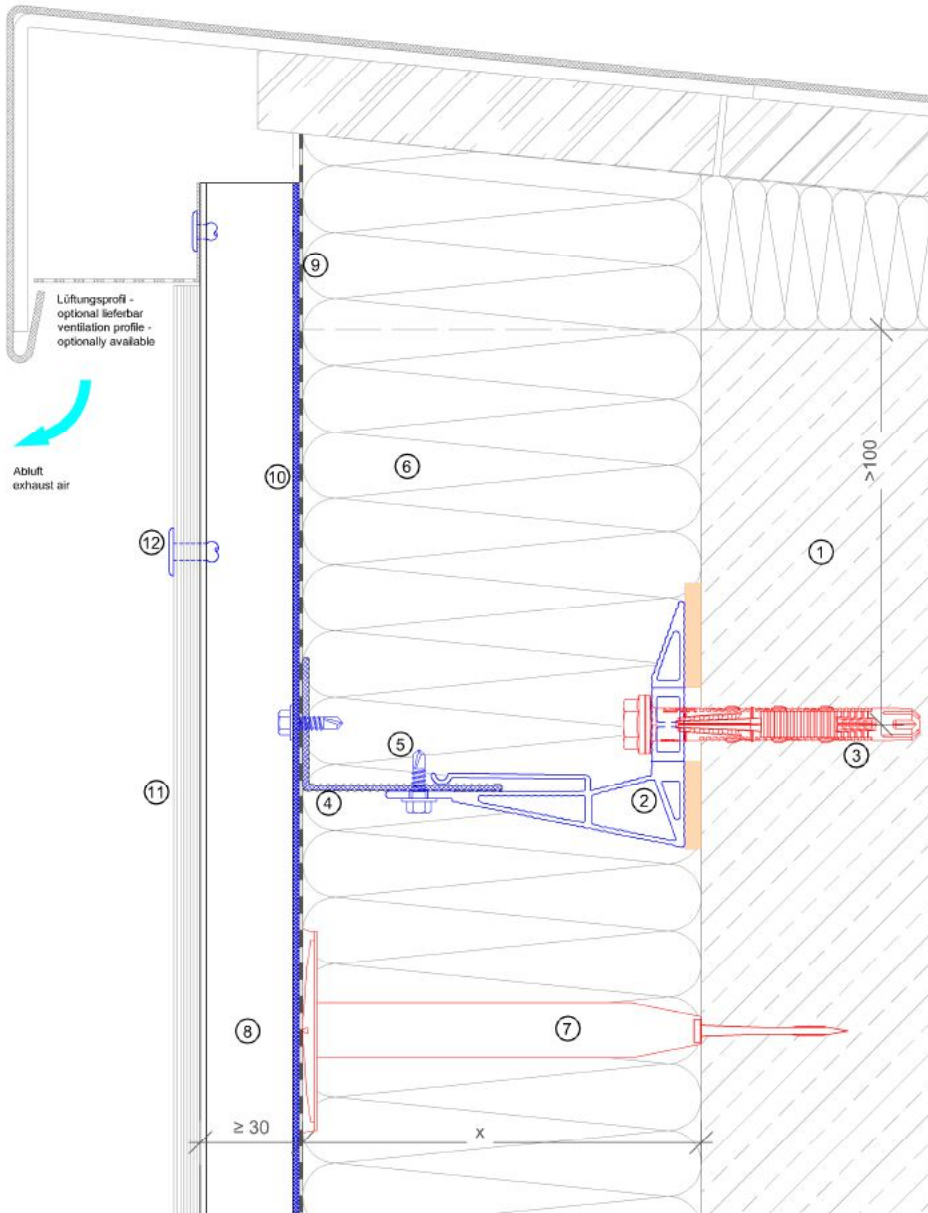 9
Lüftungsprofil -
optional lieferbar
ventilation profile -
optionally available
Abluft
exhaust air
10
6
>100
12
1
5
3
11
4
2
8
7
≥ 30
x